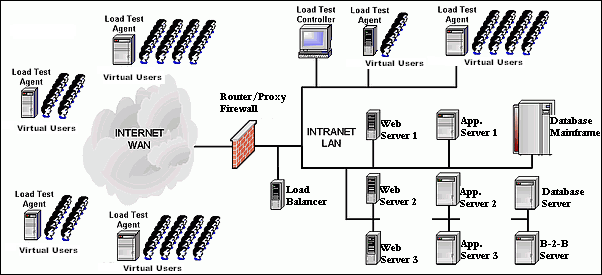 Load Test
Agent
Virtual Users
Load Test
Controller
Load Test
Agent
Virtual Users
Load Test
Agent
Virtual Users
Load Test
Agent
Virtual Users
Router/Proxy
Firewall
INTERNET
WAN
INTRANET
LAN
Web
Server 1
App.
Server 1
Database
Mainframe
Load
Balancer
Web
Server 2
App.
Server 2
Database
Server
Load Test
Agent
Virtual Users
Load Test
Agent
Virtual Users
Web
Server 3
App.
Server 3
B-2-B
Server